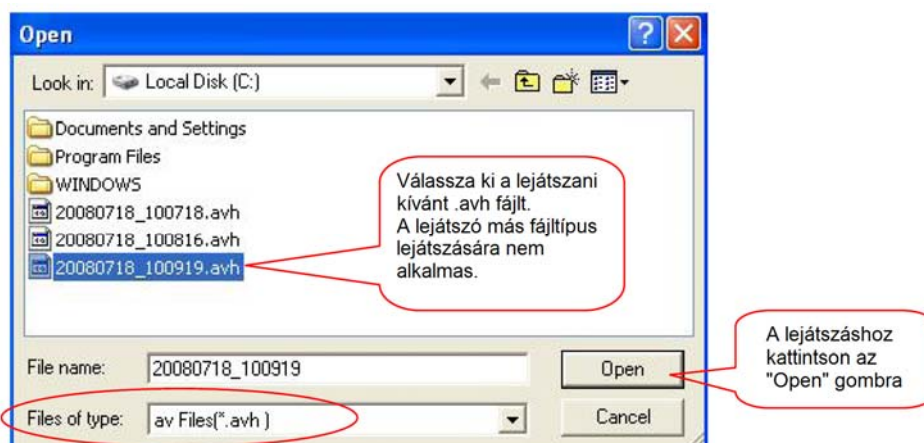 Open
Look in: Local Disk (C:)
Documents and Settings
Program Files
WINDOWS
20080718_100718.avh
20080718_100816.avh
20080718_100919.avh
Válassza ki a lejátszani
kívánt .avh fájlt.
A lejátszó más fájltípus
lejátszására nem
alkalmas.
File name: 20080718_100919 Open
Files of type: av Files(*.avh ) Cancel
A lejátszáshoz
kattintson az
"Open" gombra